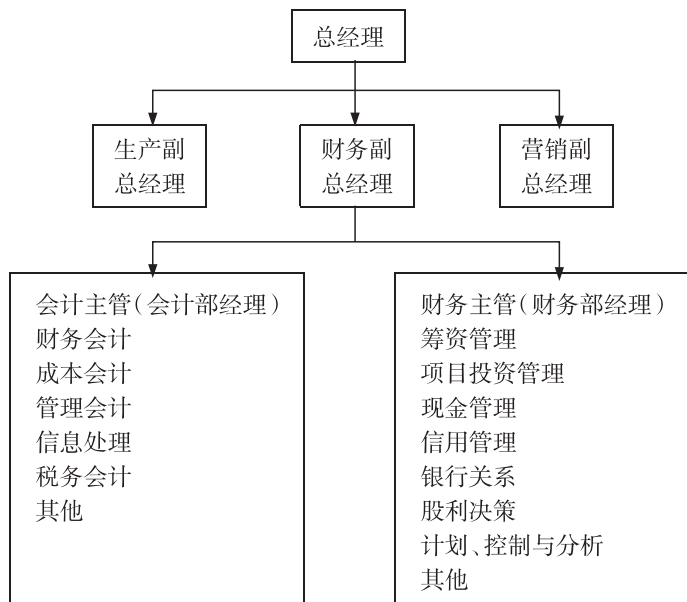 总经理
生产副
总经理
财务副
总经理
营销副
总经理
会计主管(会计部经理)
财务会计
成本会计
管理会计
信息处理
税务会计
其他
财务主管(财务部经理)
筹资管理
项目投资管理
现金管理
信用管理
银行关系
股利决策
计划、控制与分析
其他